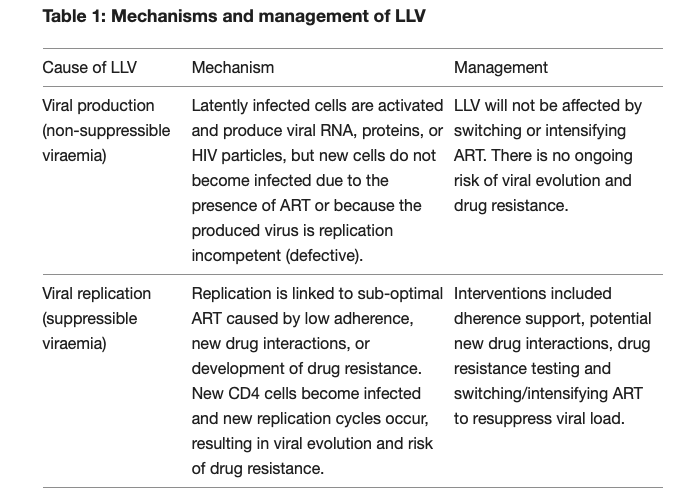 Table 1: Mechanisms and management of LLV
Cause of LLV
Mechanism
Management
Viral production
(non-suppressible
viraemia)
Latently infected cells are activated
and produce viral RNA, proteins, or
HIV particles, but new cells do not
become infected due to the
presence of ART or because the
produced virus is replication
incompetent (defective).
LLV will not be affected by
switching or intensifying
ART. There is no ongoing
risk of viral evolution and
drug resistance.
Viral replication
(suppressible
viraemia)
Replication is linked to sub-optimal
ART caused by low adherence,
new drug interactions, or
development of drug resistance.
New CD4 cells become infected
and new replication cycles occur,
resulting in viral evolution and risk
of drug resistance.
Interventions included
dherence support, potential
new drug interactions, drug
resistance testing and
switching/intensifying ART
to resuppress viral load.